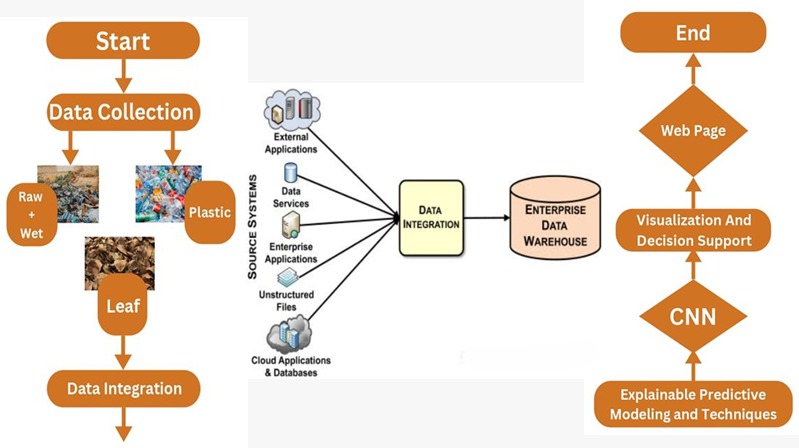 Start
Data Collection
Raw
+
Wet
Plastic
Leaf
Data Integration
SOURCE SYSTEMS
External
Applications
Data
Services
Enterprise
Applications
Unstructured
Files
Cloud Applications
& Databases
DATA
INTEGRATION
ENTERPRISE
DATA
WAREHOUSE
End
Web Page
Visualization And
Decision Support
CNN
Explainable Predictive
Modeling and Techniques